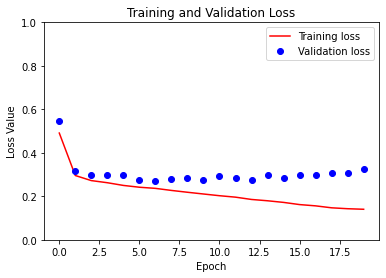 Training and Validation Loss
Training loss
Validation loss
Loss Value
1.0
0.8
0.6
0.4
0.2
0.0
0.0 2.5 5.0 7.5 10.0 12.5 15.0 17.5
Epoch